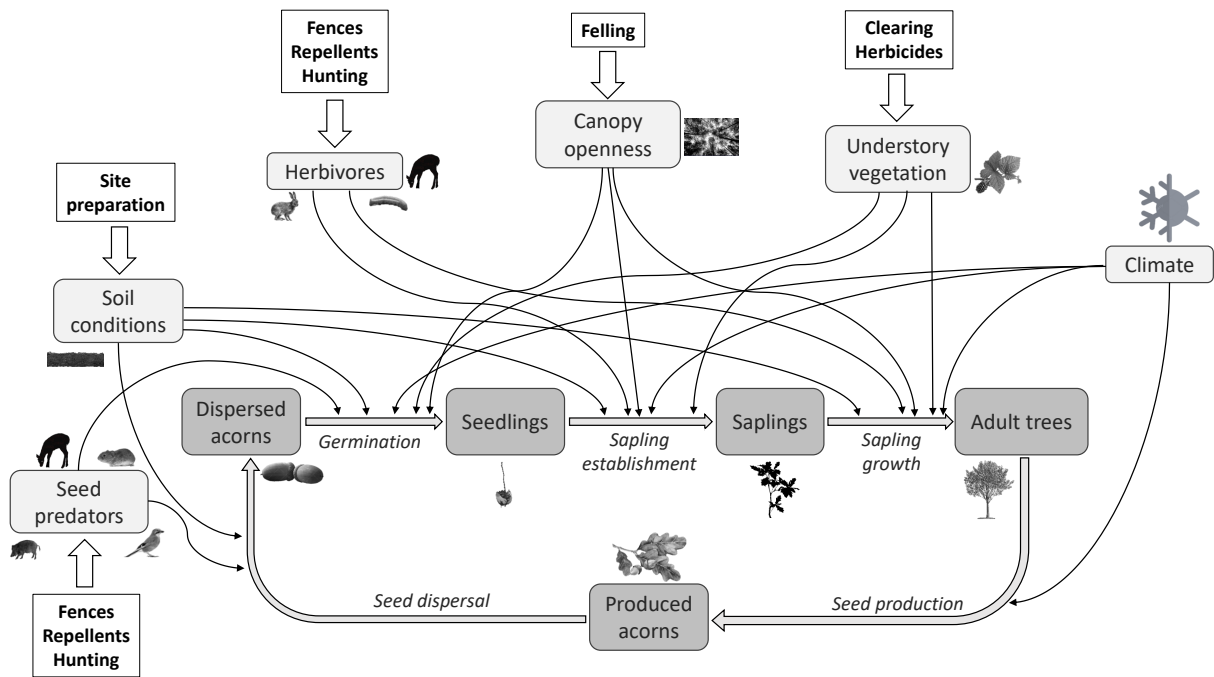 Fences
Repellents
Hunting
Felling
Clearing
Herbicides
Canopy
openness
Understory
vegetation
Herbivores
Site
preparation
Climate
Soil
conditions
Dispersed
acorns
Germination
Seedlings
Sapling
establishment
Saplings
Sapling
growth
Adult trees
Seed
predators
Seed dispersal
Produced
acorns
Seed production
Fences
Repellents
Hunting